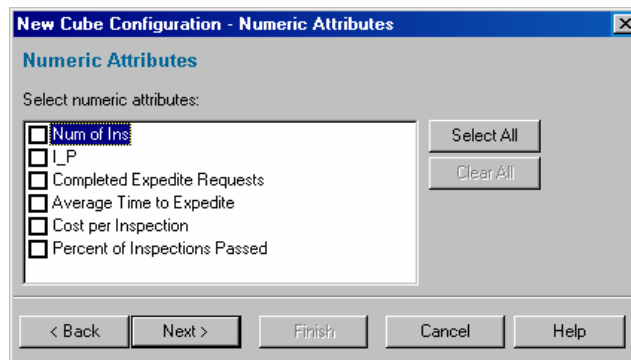 New Cube Configuration - Numeric Attributes
Numeric Attributes
Select numeric attributes:
Num of Ins
I_P
Completed Expedite Requests
Average Time to Expedite
Cost per Inspection
Percent of Inspections Passed
Select All
Clear All
< Back Next > Finish Cancel Help